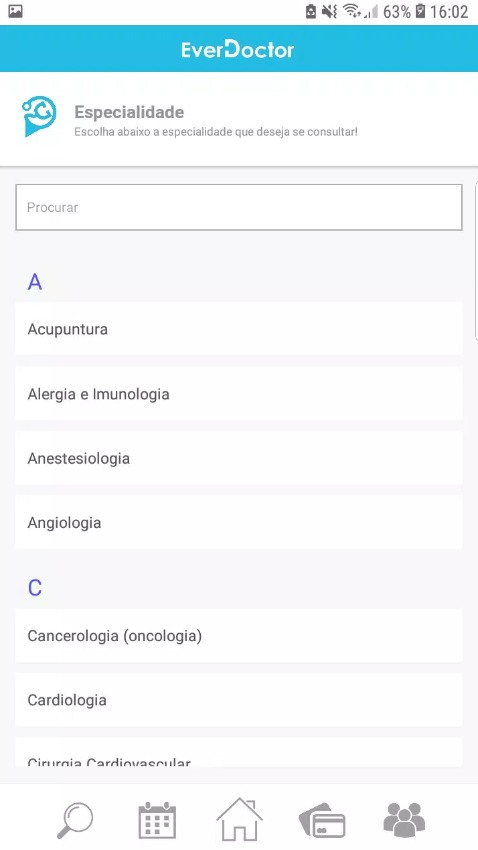 63% 16:02
EverDoctor
Especialidade
Escolha abaixo a especialidade que deseja se consultar!
Procurar
A
Acupuntura
Alergia e Imunologia
Anestesiologia
Angiologia
C
Cancerologia (oncologia)
Cardiologia
Cirurgia Cardiovascular